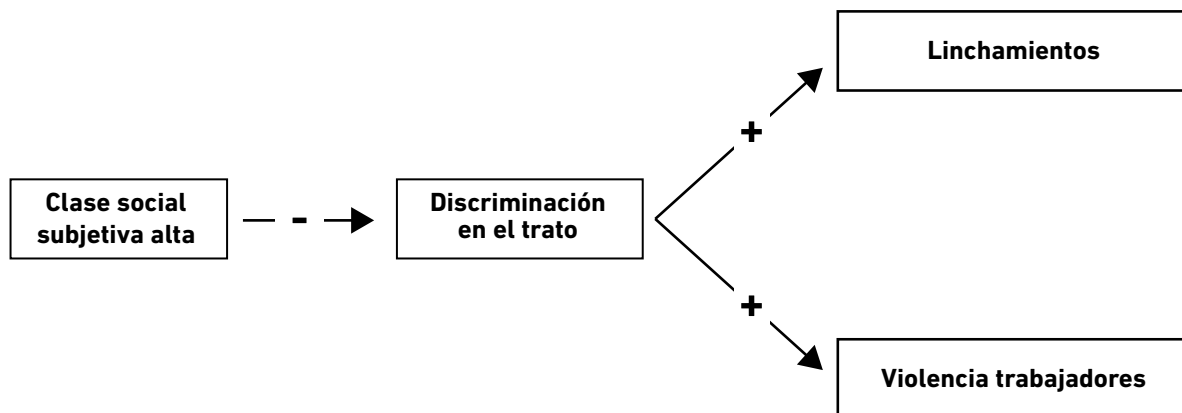 Linchamientos
+
Clase social
subjetiva alta
-
Discriminación
en el trato
+
Violencia trabajadores